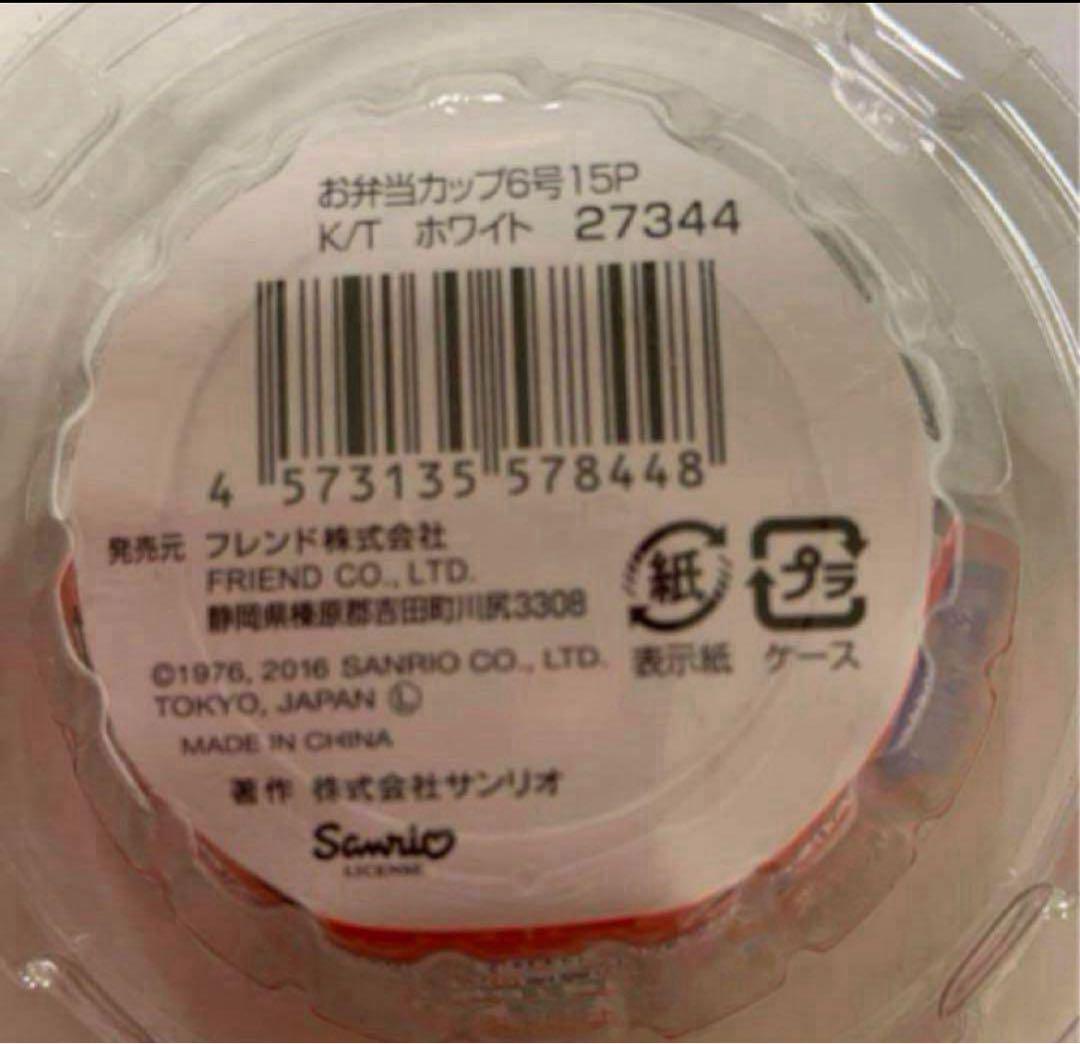 お弁当カップ6号15P
K/T ホワイト 27344
4 573135 578448
発売元 フレンド株式会社
FRIEND CO., LTD.
静岡県榛原郡吉田町川尻3308
紙
プラ
表示紙 ケース
©1976, 2016 SANRIO CO., LTD.
TOKYO, JAPAN Ⓛ
MADE IN CHINA
著作 株式会社サンリオ
Sanrio
LICENSE